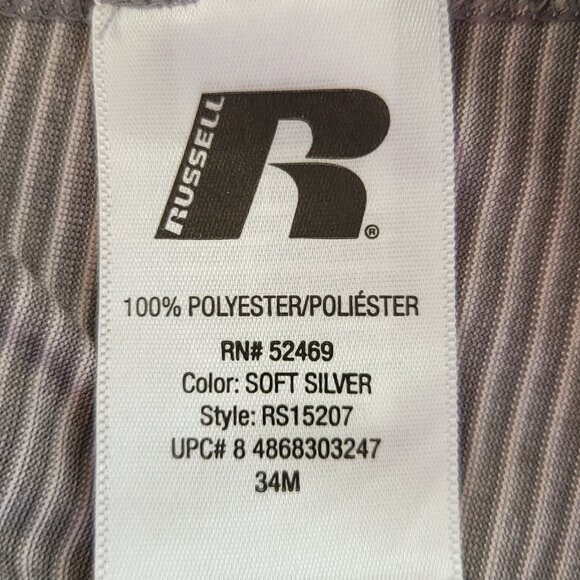 RUSSELL
R®
100% POLYESTER/POLIÉSTER
RN# 52469
Color: SOFT SILVER
Style: RS15207
UPC# 8 4868303247
34M